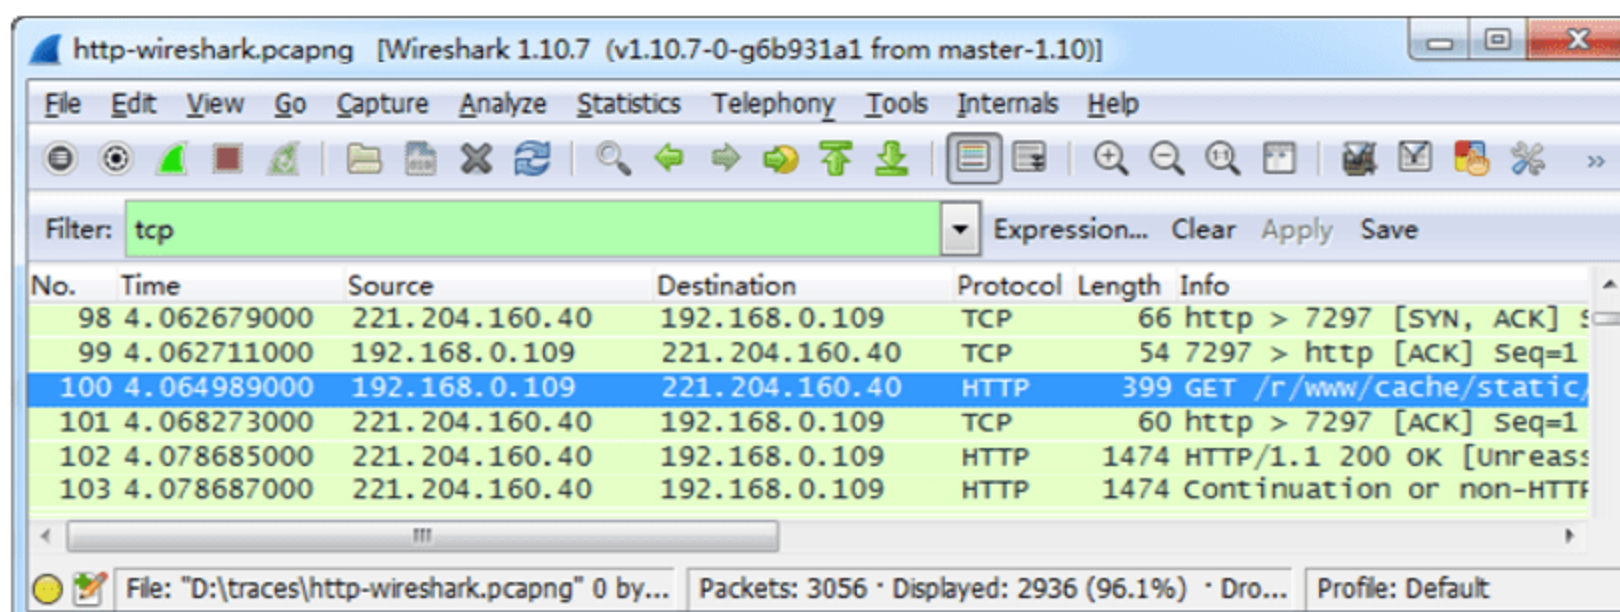 http-wireshark.pcapng [Wireshark 1.10.7 (v1.10.7-0-g6b931a1 from master-1.10)]
File Edit View Go Capture Analyze Statistics Telephony Tools Internals Help
Filter: tcp Expression... Clear Apply Save
No. Time Source Destination Protocol Length Info
98 4.062679000 221.204.160.40 192.168.0.109 TCP 66 http > 7297 [SYN, ACK]
99 4.062711000 192.168.0.109 221.204.160.40 TCP 54 7297 > http [ACK] Seq=1
100 4.064989000 192.168.0.109 221.204.160.40 HTTP 399 GET /r/www/cache/static/
101 4.068273000 221.204.160.40 192.168.0.109 TCP 60 http > 7297 [ACK] Seq=1
102 4.078685000 221.204.160.40 192.168.0.109 HTTP 1474 HTTP/1.1 200 OK [Unreass
103 4.078687000 221.204.160.40 192.168.0.109 HTTP 1474 Continuation or non-HTTP
File: "D:\traces\http-wireshark.pcapng" 0 by... Packets: 3056 · Displayed: 2936 (96.1%) · Dro... Profile: Default